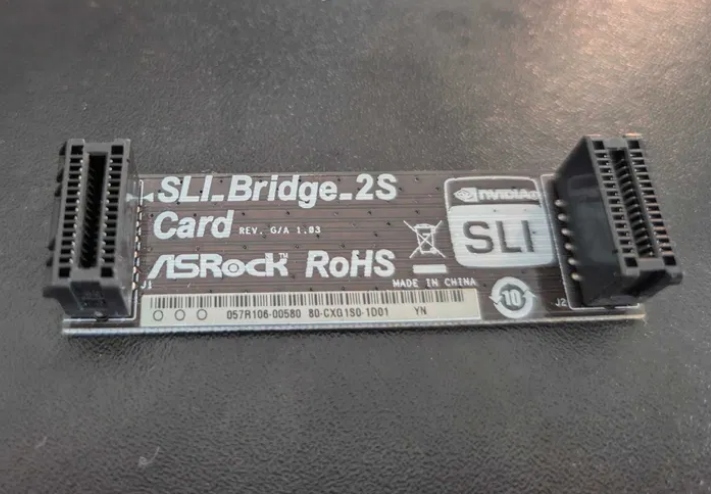 SLI_Bridge_2S
Card REV. G/A 1.03
ASRock™ RoHS
nVIDIA®
SLI
MADE IN CHINA
10
J1
J2
057R106-00580 80-CXG1S0-1D01 YN